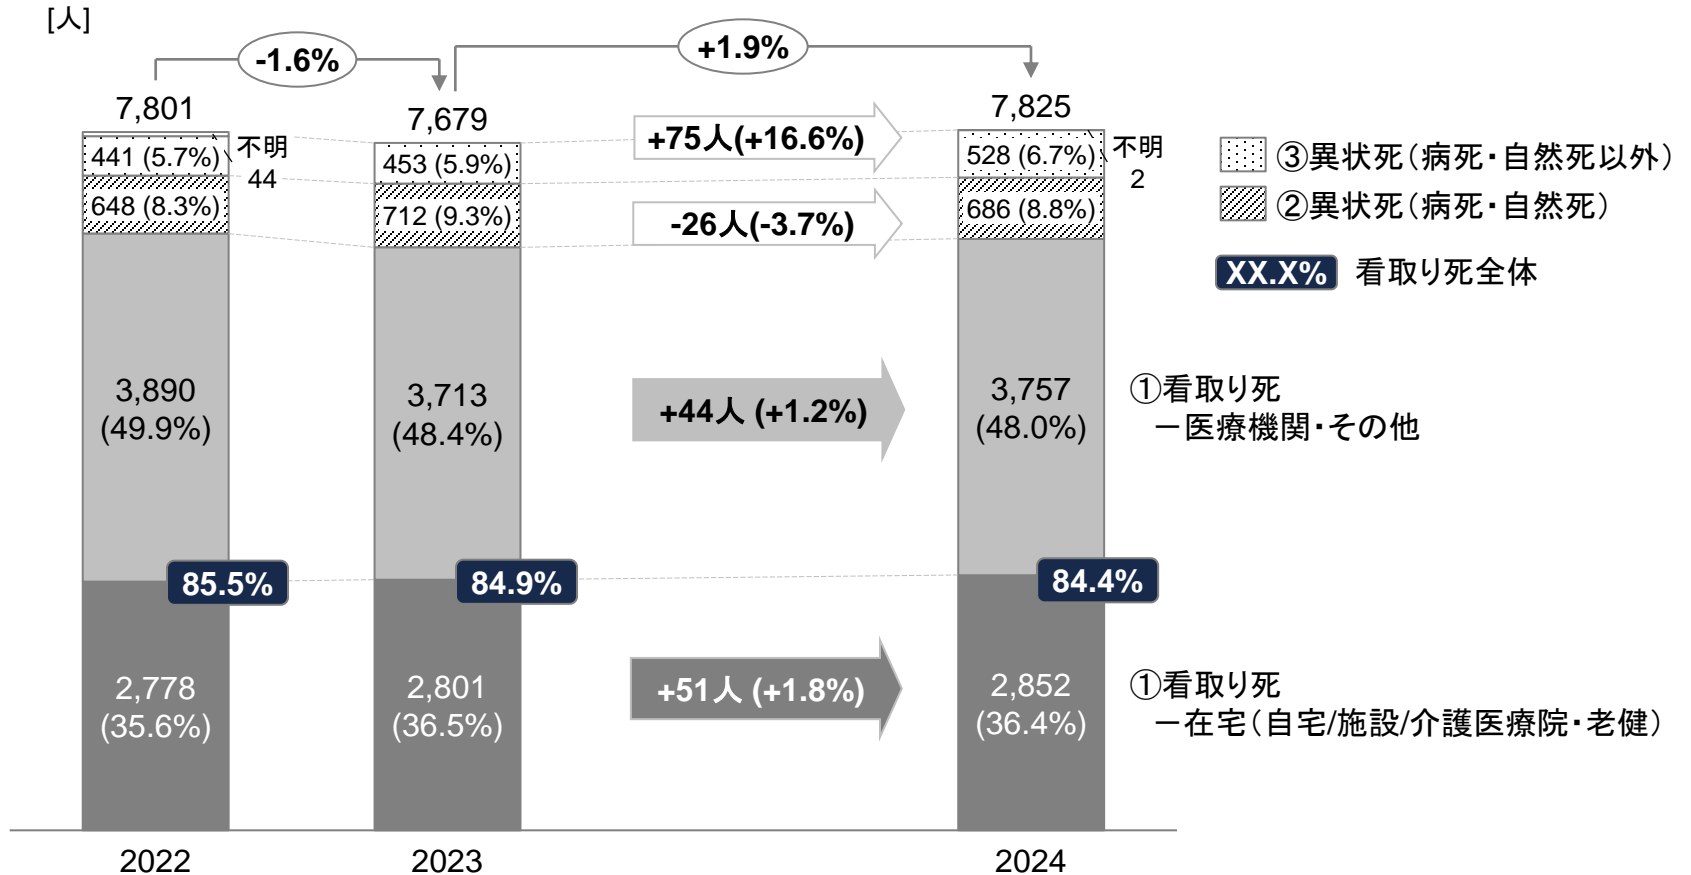 [人]
-1.6%
+1.9%
7,801
7,679
7,825
441 (5.7%)
不明
44
453 (5.9%)
+75人(+16.6%)
528 (6.7%)
不明
2
③異状死（病死・自然死以外）
648 (8.3%)
712 (9.3%)
-26人(-3.7%)
686 (8.8%)
②異状死（病死・自然死）
XX.X% 看取り死全体
3,890
(49.9%)
3,713
(48.4%)
+44人 (+1.2%)
3,757
(48.0%)
①看取り死
－医療機関・その他
85.5%
84.9%
84.4%
2,778
(35.6%)
2,801
(36.5%)
+51人 (+1.8%)
2,852
(36.4%)
①看取り死
－在宅（自宅/施設/介護医療院・老健）
2022
2023
2024